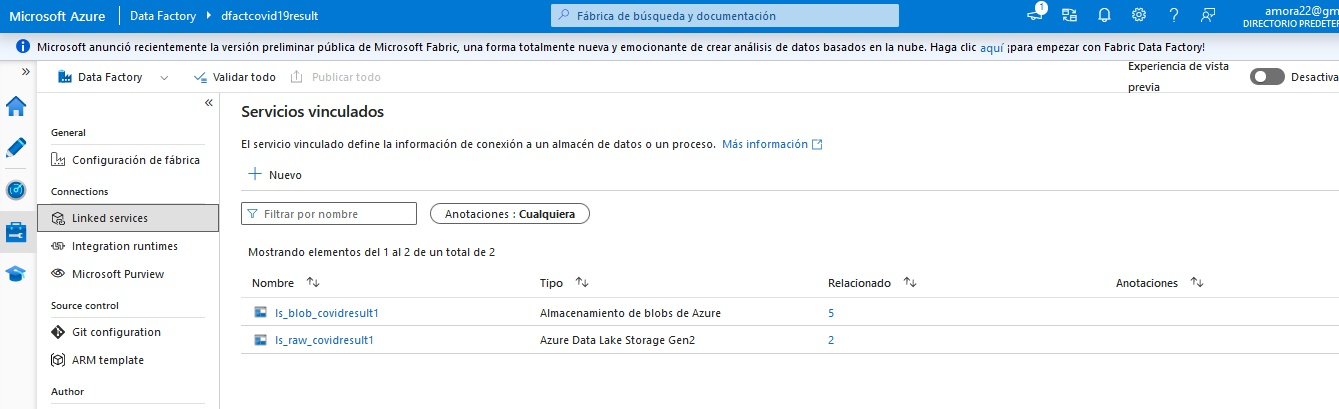 Microsoft Azure
Data Factory
dfactcovid19result
Fábrica de búsqueda y documentación
1
amora22@gm
DIRECTORIO PREDETER
Microsoft anunció recientemente la versión preliminar pública de Microsoft Fabric, una forma totalmente nueva y emocionante de crear análisis de datos basados en la nube. Haga clic aquí ¡para empezar con Fabric Data Factory!
Data Factory
Validar todo
Publicar todo
Experiencia de vista
previa
Desactiva
General
Configuración de fábrica
Connections
Linked services
Integration runtimes
Microsoft Purview
Source control
Git configuration
ARM template
Author
Servicios vinculados
El servicio vinculado define la información de conexión a un almacén de datos o un proceso. Más información
Nuevo
Filtrar por nombre
Anotaciones : Cualquiera
Mostrando elementos del 1 al 2 de un total de 2
Nombre Tipo Relacionado Anotaciones
ls_blob_covidresult1 Almacenamiento de blobs de Azure 5
ls_raw_covidresult1 Azure Data Lake Storage Gen2 2